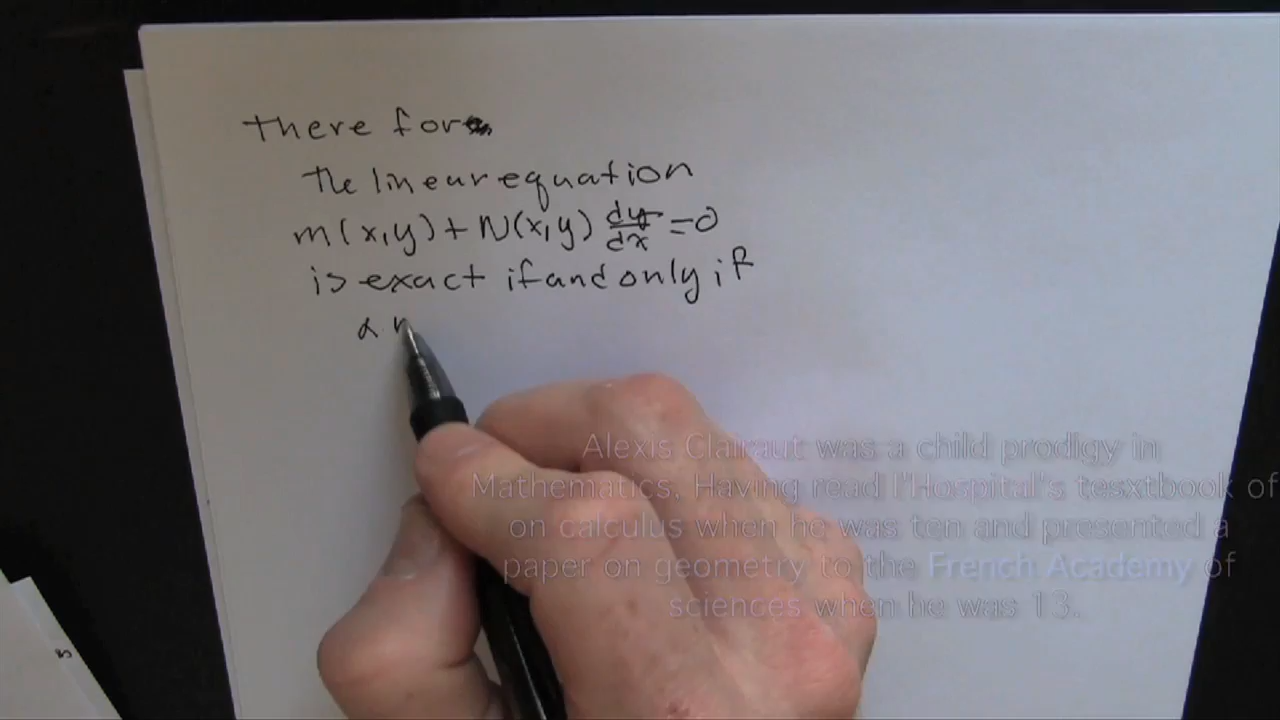 There for
The linear equation
M(x,y) + N(x,y) dy/dx = 0
is exact if and only if
Alexis Clairaut was a child prodigy in
Mathematics. Having read l'Hospital's tesxtbook of
on calculus when he was ten and presented a
paper on geometry to the French Academy of
sciences when he was 13.